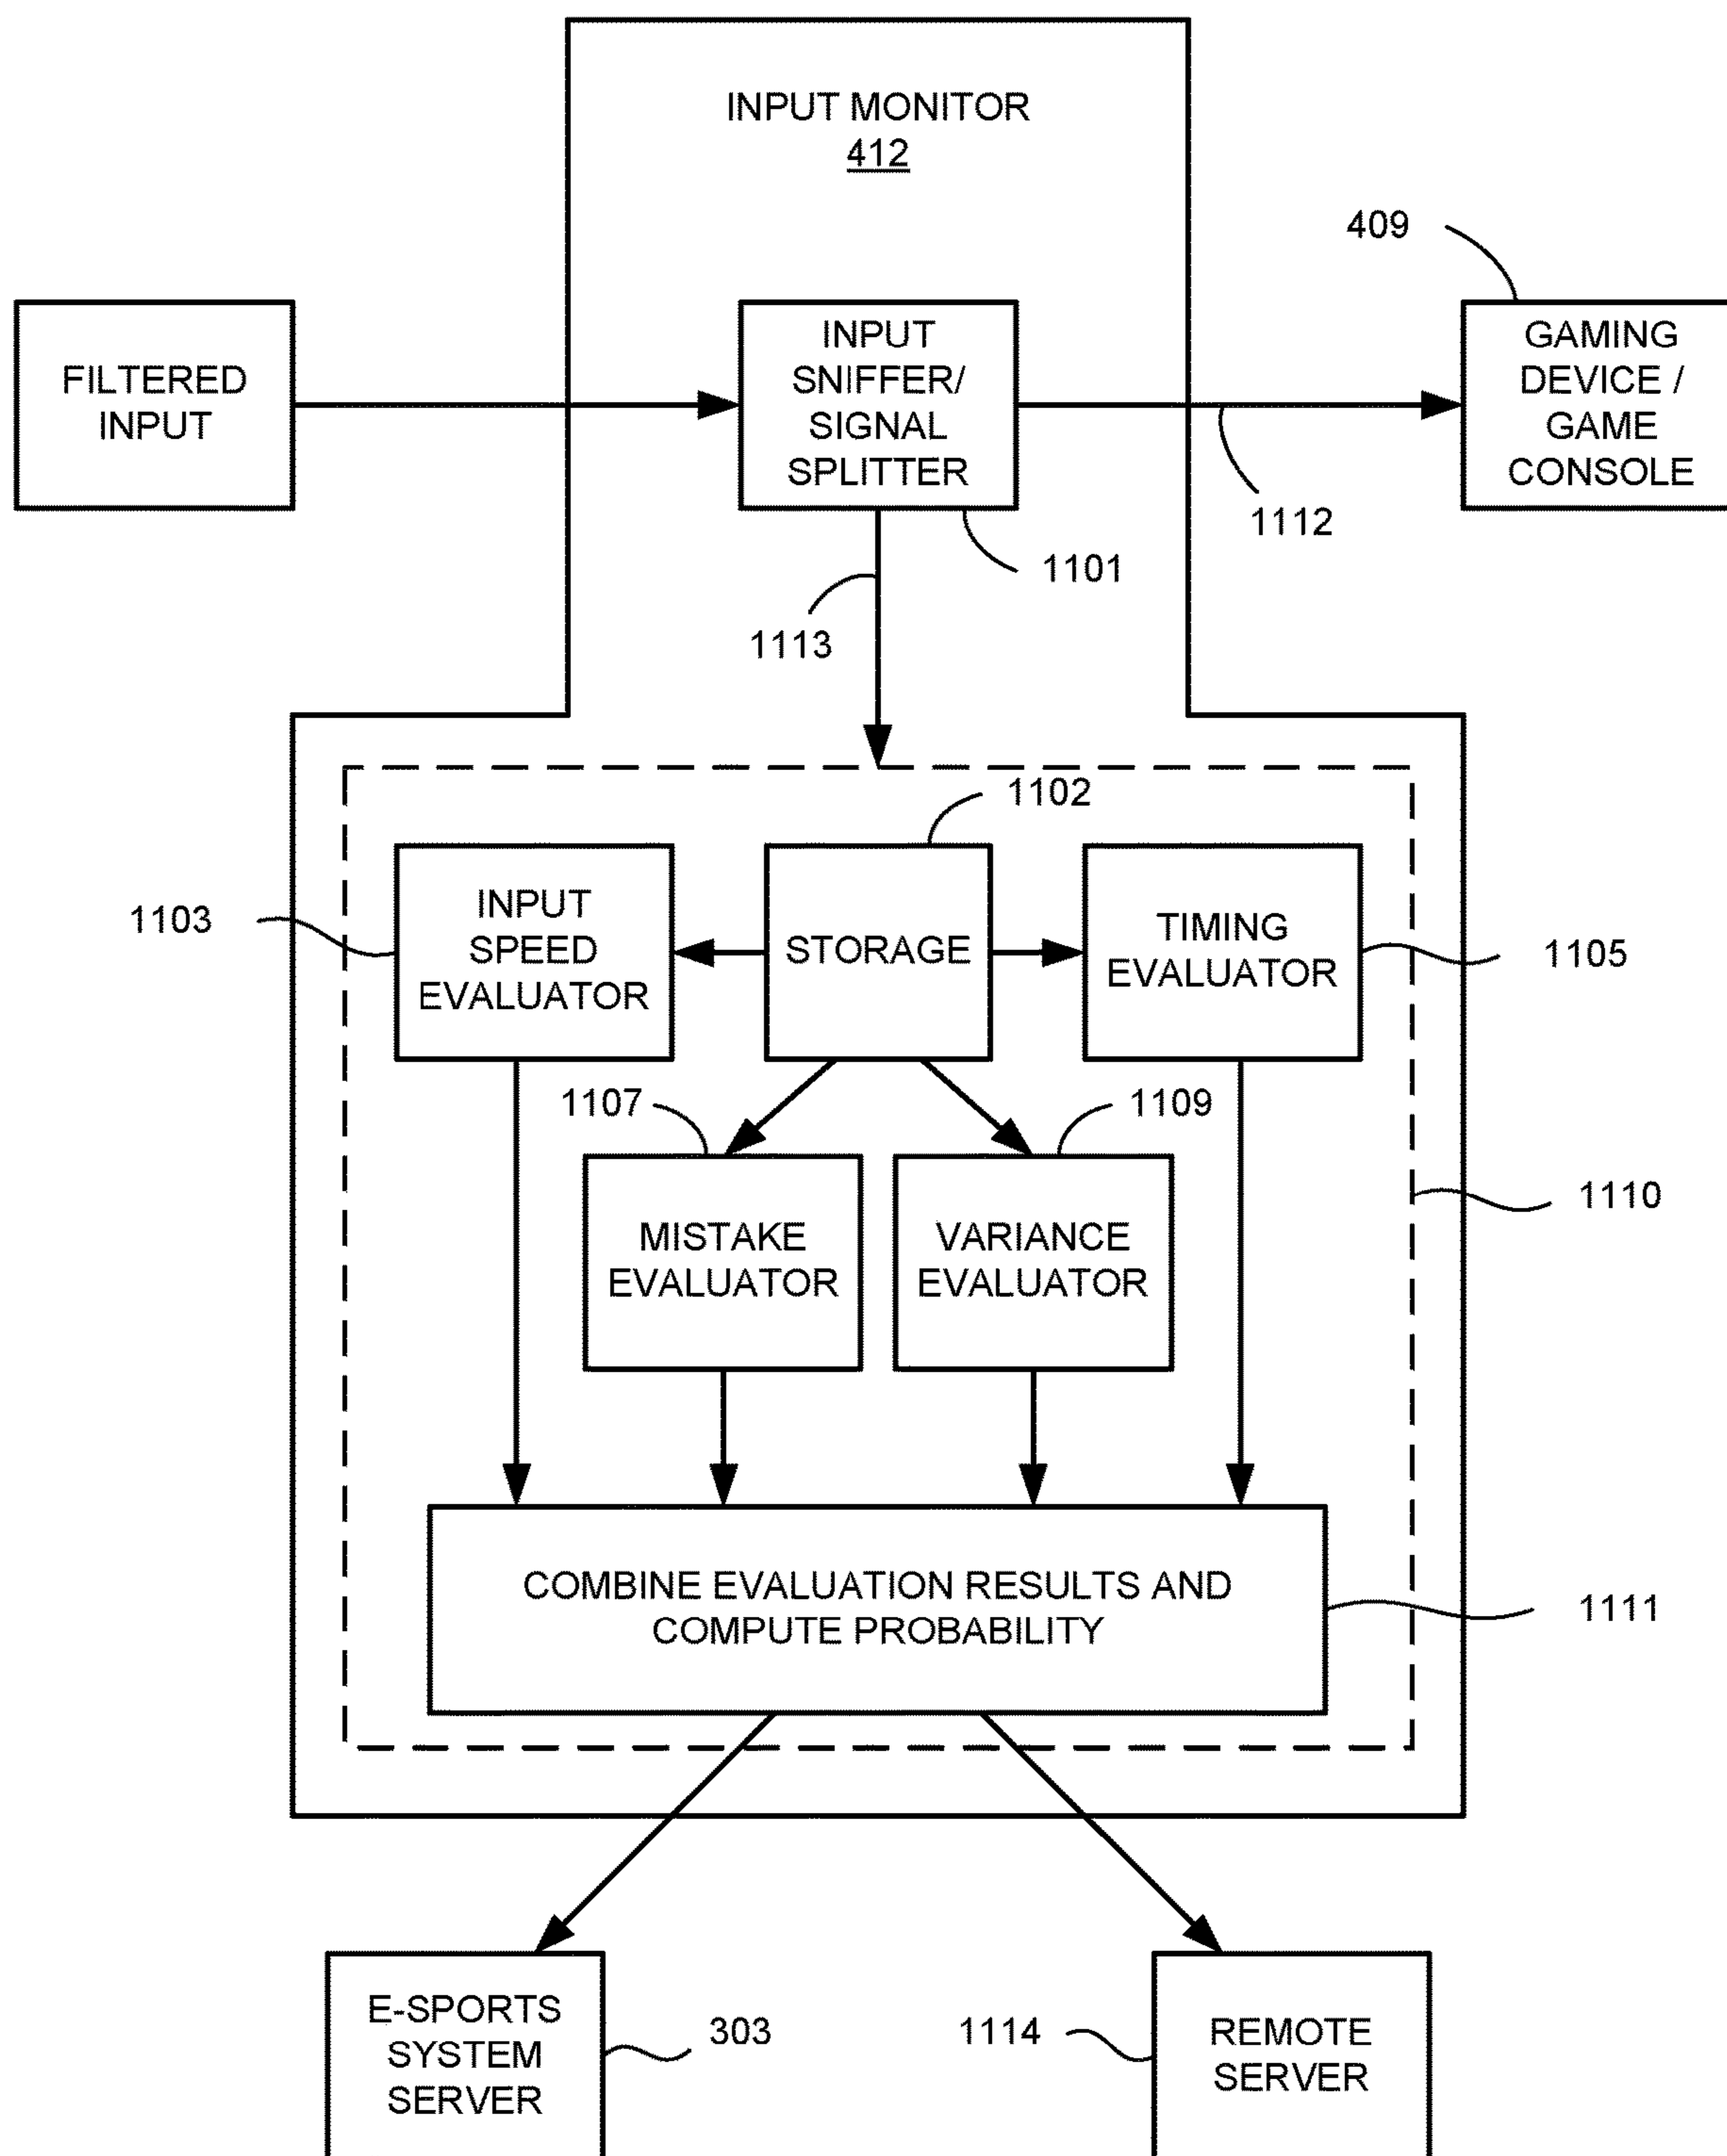 INPUT MONITOR
412
409
FILTERED
INPUT
INPUT
SNIFFER/
SIGNAL
SPLITTER
GAMING
DEVICE /
GAME
CONSOLE
1112
1101
1113
1102
1103
INPUT
SPEED
EVALUATOR
STORAGE
TIMING
EVALUATOR
1105
1107
1109
1110
MISTAKE
EVALUATOR
VARIANCE
EVALUATOR
COMBINE EVALUATION RESULTS AND
COMPUTE PROBABILITY
1111
E-SPORTS
SYSTEM
SERVER
303
1114
REMOTE
SERVER